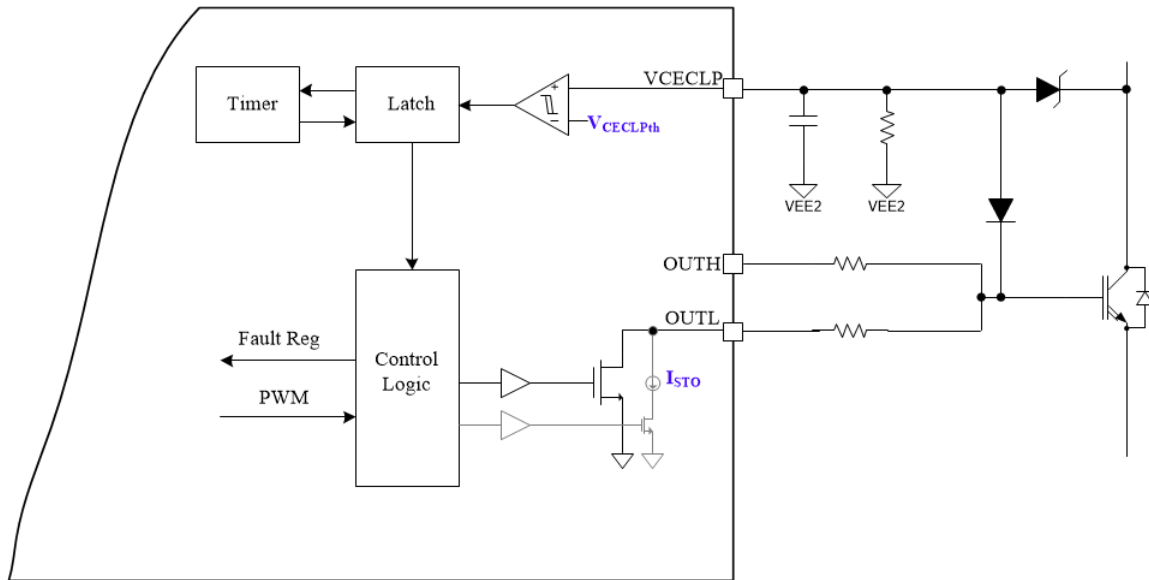 VCECLP
Timer
Latch
+
−
VCECLPth
VEE2
VEE2
OUTH
OUTL
Fault Reg
Control
Logic
ISTO
PWM